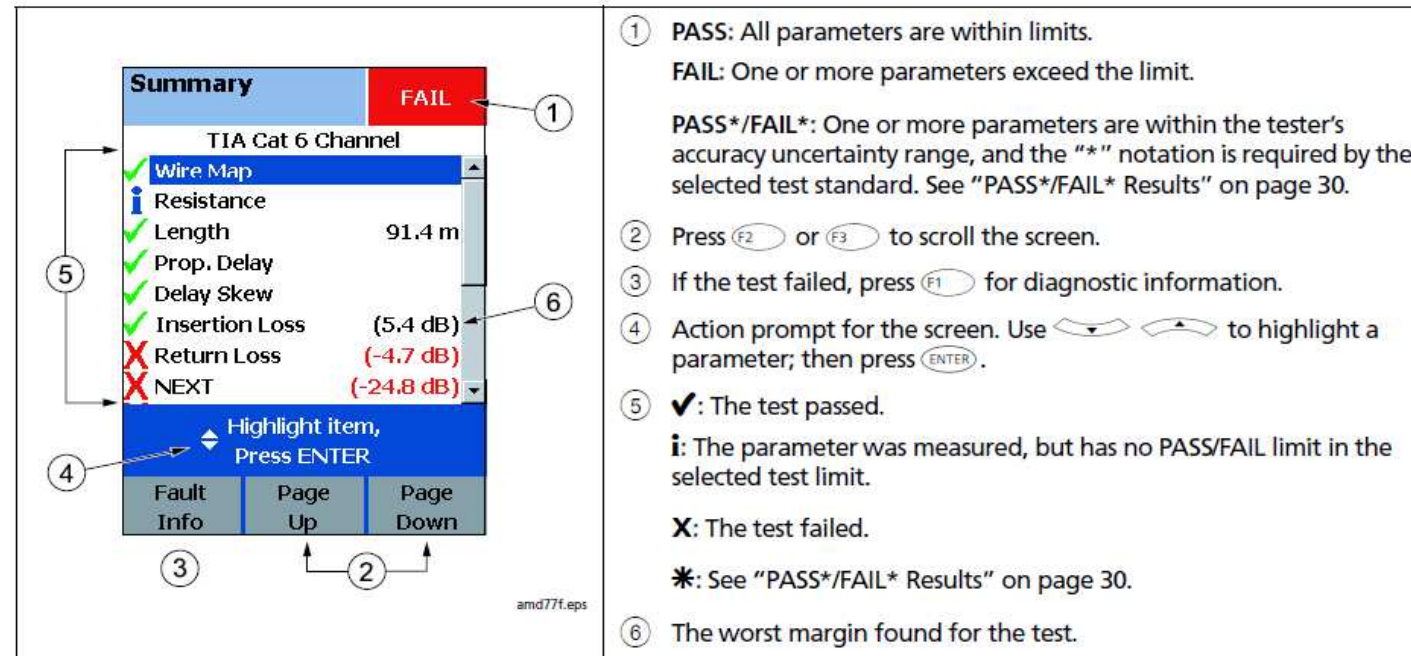 Summary
FAIL
TIA Cat 6 Channel
✓ Wire Map
i Resistance
✓ Length 91.4 m
✓ Prop. Delay
✓ Delay Skew
✓ Insertion Loss (5.4 dB)
X Return Loss (-4.7 dB)
X NEXT (-24.8 dB)
Highlight item,
Press ENTER
Fault Page Page
Info Up Down
1
5
6
4
3
2
amd77f.eps
1 PASS: All parameters are within limits.
FAIL: One or more parameters exceed the limit.
PASS*/FAIL*: One or more parameters are within the tester's
accuracy uncertainty range, and the "*" notation is required by the
selected test standard. See "PASS*/FAIL* Results" on page 30.
2 Press F2 or F3 to scroll the screen.
3 If the test failed, press F1 for diagnostic information.
4 Action prompt for the screen. Use to highlight a
parameter; then press ENTER.
5 ✔: The test passed.
i: The parameter was measured, but has no PASS/FAIL limit in the
selected test limit.
X: The test failed.
✱: See "PASS*/FAIL* Results" on page 30.
6 The worst margin found for the test.